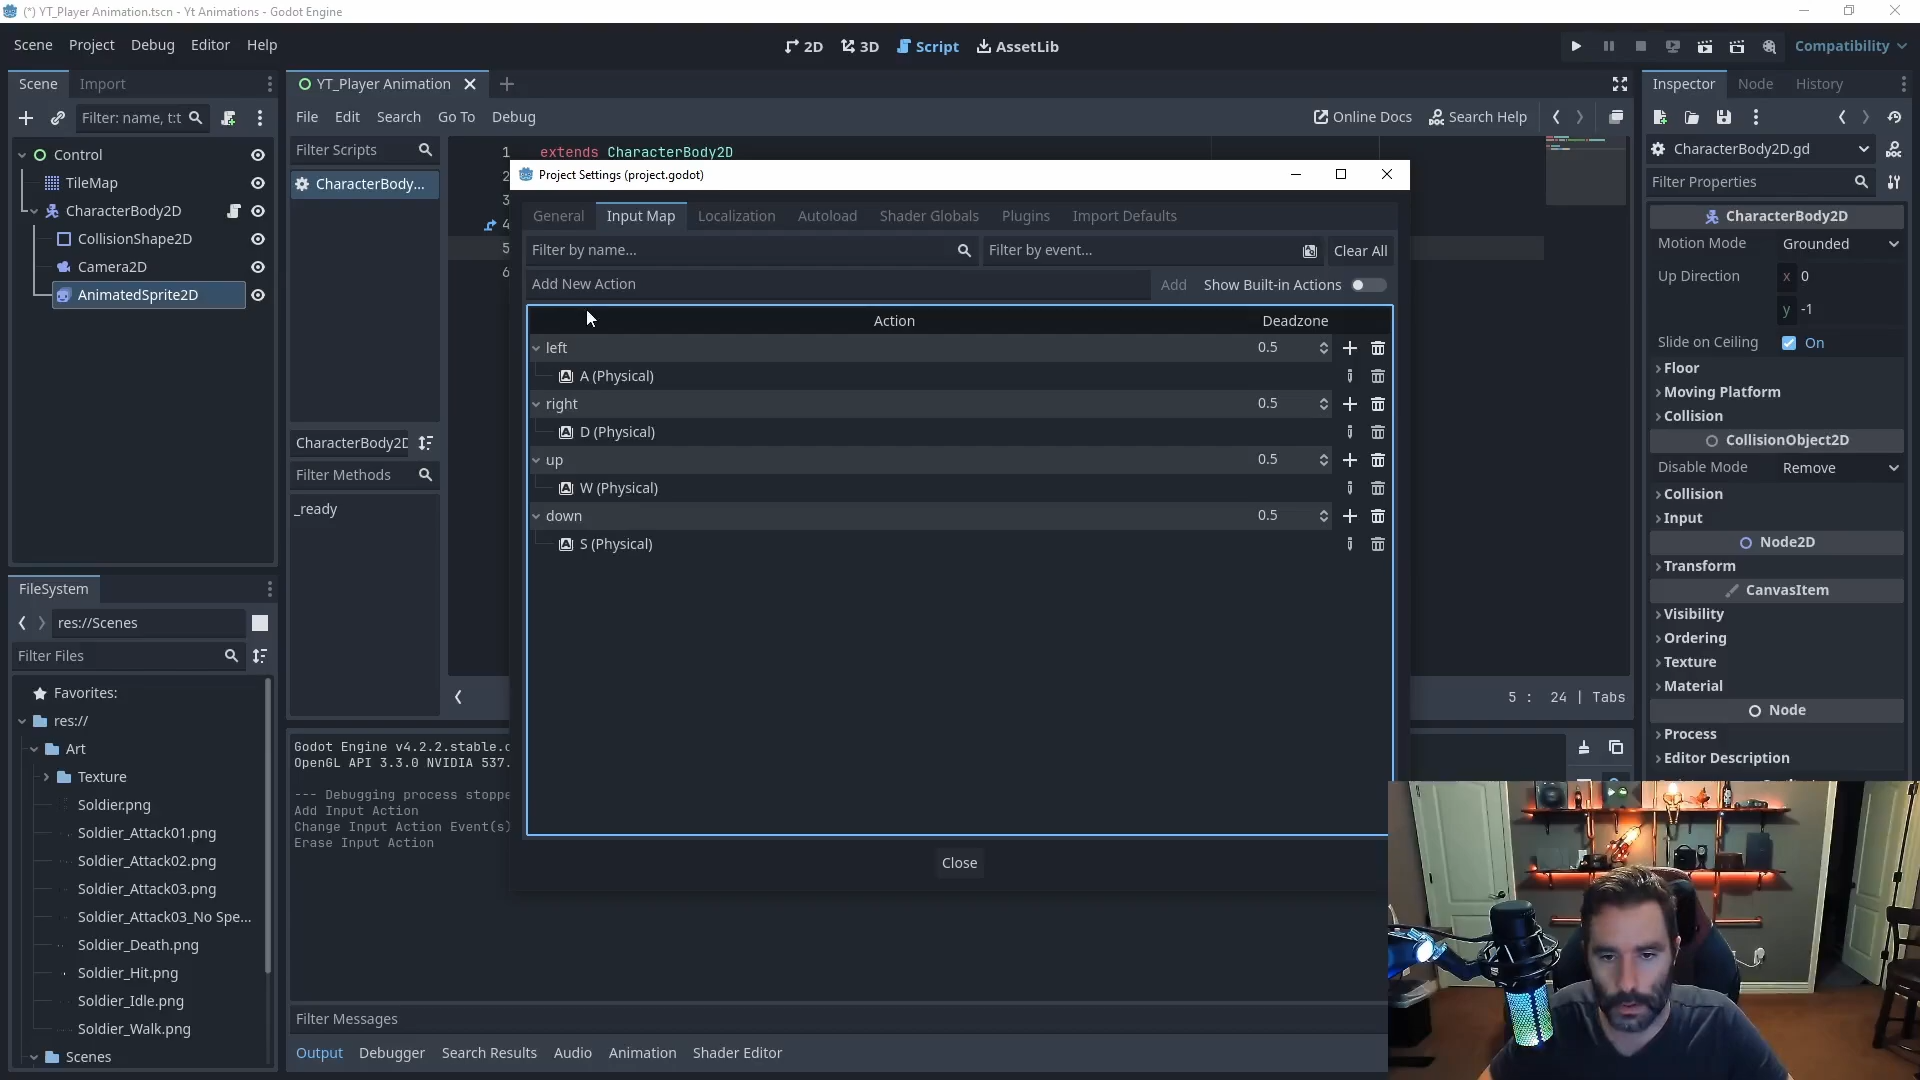 (*) YT_Player Animation.tscn - Yt Animations - Godot Engine
Scene Project Debug Editor Help
2D 3D Script AssetLib
Compatibility
Scene Import
Filter: name, t:t
Control
TileMap
CharacterBody2D
CollisionShape2D
Camera2D
AnimatedSprite2D
YT_Player Animation
File Edit Search Go To Debug
Online Docs Search Help
Filter Scripts
CharacterBody...
CharacterBody2D
Filter Methods
_ready
1 extends CharacterBody2D
2
3
4
5
6
Project Settings (project.godot)
General Input Map Localization Autoload Shader Globals Plugins Import Defaults
Filter by name... Filter by event... Clear All
Add New Action Add Show Built-in Actions
Action Deadzone
left 0.5
A (Physical)
right 0.5
D (Physical)
up 0.5
W (Physical)
down 0.5
S (Physical)
Close
5 : 24 | Tabs
Godot Engine v4.2.2.stable.o
OpenGL API 3.3.0 NVIDIA 537.
--- Debugging process stoppe
Add Input Action
Change Input Action Event(s)
Erase Input Action
Filter Messages
Output Debugger Search Results Audio Animation Shader Editor
FileSystem
res://Scenes
Filter Files
Favorites:
res://
Art
Texture
Soldier.png
Soldier_Attack01.png
Soldier_Attack02.png
Soldier_Attack03.png
Soldier_Attack03_No Spe...
Soldier_Death.png
Soldier_Hit.png
Soldier_Idle.png
Soldier_Walk.png
Scenes
Inspector Node History
CharacterBody2D.gd
Filter Properties
CharacterBody2D
Motion Mode Grounded
Up Direction x 0
y -1
Slide on Ceiling On
Floor
Moving Platform
Collision
CollisionObject2D
Disable Mode Remove
Collision
Input
Node2D
Transform
CanvasItem
Visibility
Ordering
Texture
Material
Node
Process
Editor Description